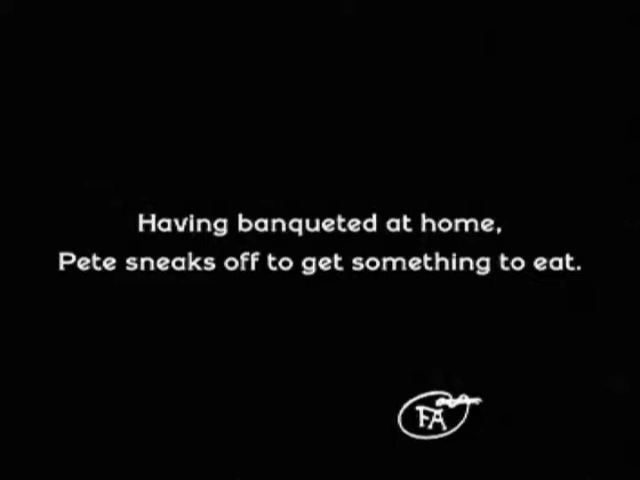 Having banqueted at home,
Pete sneaks off to get something to eat.
FA